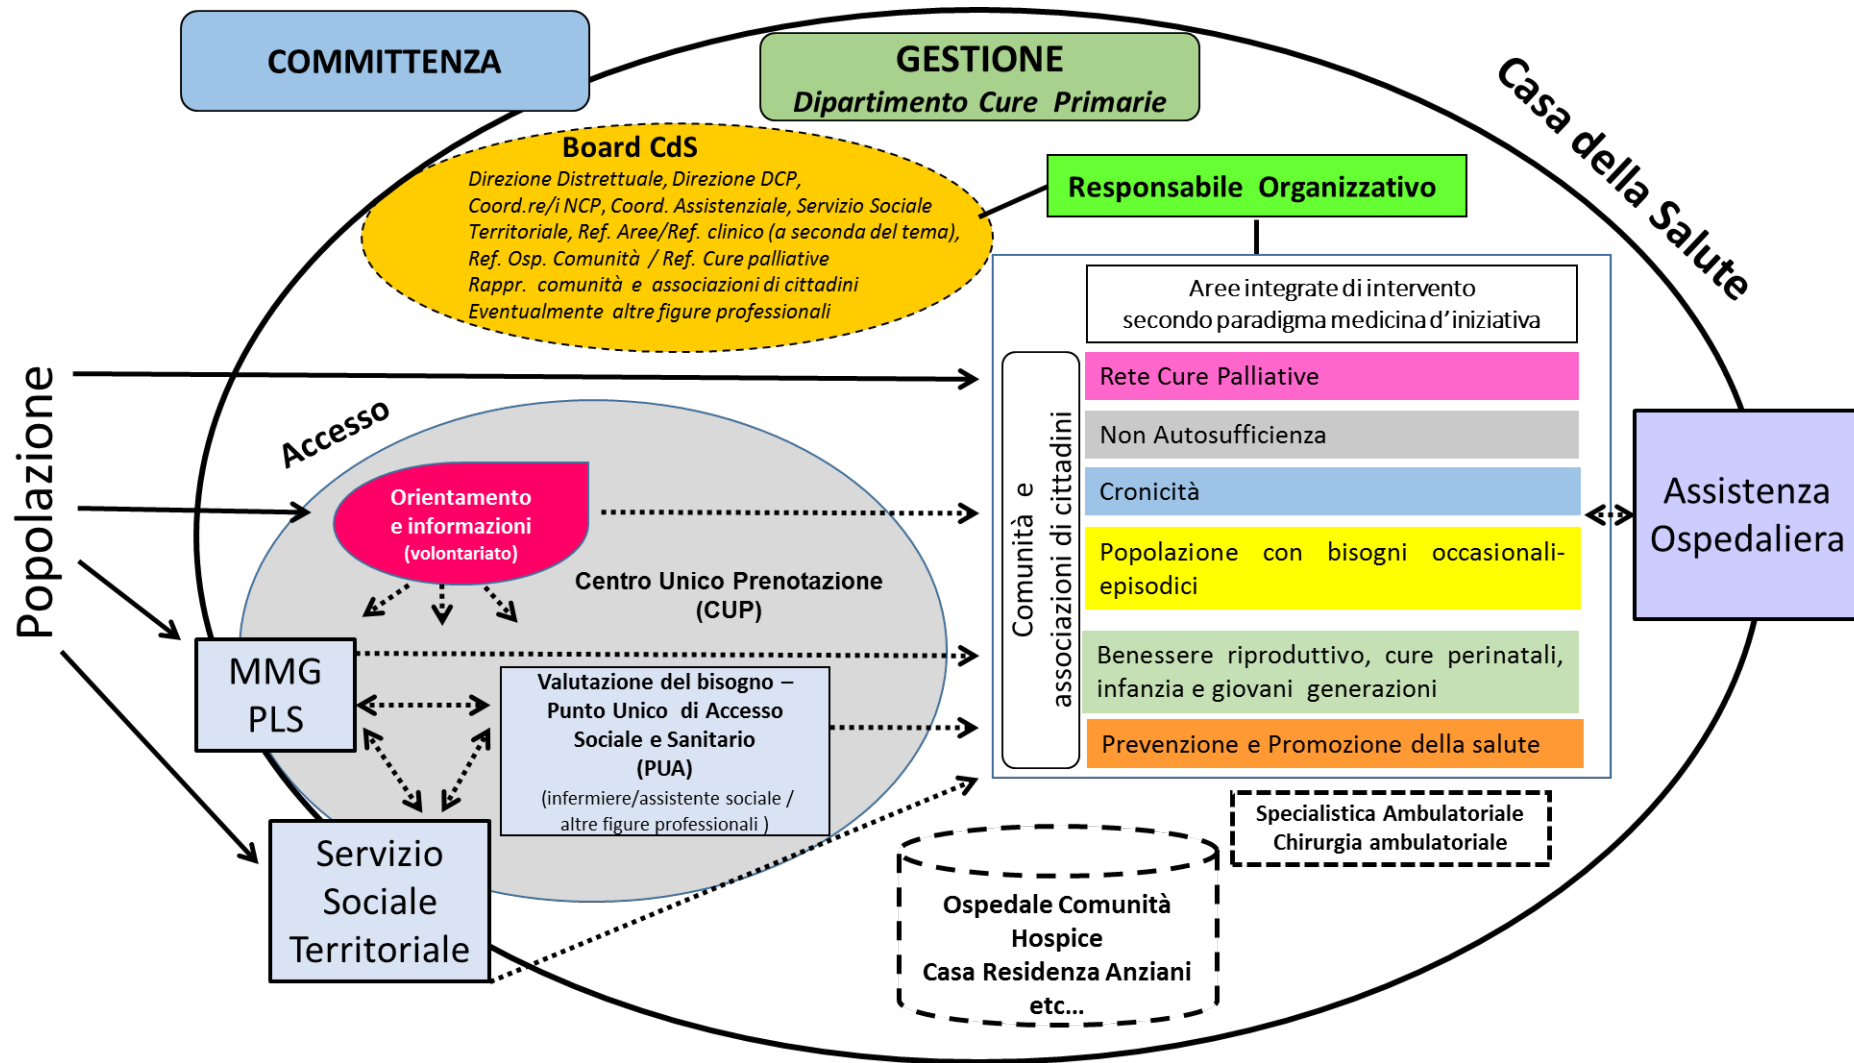 COMMITTENZA
GESTIONE
Dipartimento Cure Primarie
Casa della Salute
Board CdS
Direzione Distrettuale, Direzione DCP,
Coord.re/i NCP, Coord. Assistenziale, Servizio Sociale
Territoriale, Ref. Aree/Ref. clinico (a seconda del tema),
Ref. Osp. Comunità / Ref. Cure palliative
Rappr. comunità e associazioni di cittadini
Eventualmente altre figure professionali
Responsabile Organizzativo
Aree integrate di intervento
secondo paradigma medicina d'iniziativa
Popolazione
Accesso
Orientamento
e informazioni
(volontariato)
Centro Unico Prenotazione
(CUP)
MMG
PLS
Valutazione del bisogno –
Punto Unico di Accesso
Sociale e Sanitario
(PUA)
(infermiere/assistente sociale /
altre figure professionali )
Servizio
Sociale
Territoriale
Comunità e
associazioni di cittadini
Rete Cure Palliative
Non Autosufficienza
Cronicità
Popolazione con bisogni occasionali-
episodici
Benessere riproduttivo, cure perinatali,
infanzia e giovani generazioni
Prevenzione e Promozione della salute
Assistenza
Ospedaliera
Specialistica Ambulatoriale
Chirurgia ambulatoriale
Ospedale Comunità
Hospice
Casa Residenza Anziani
etc...